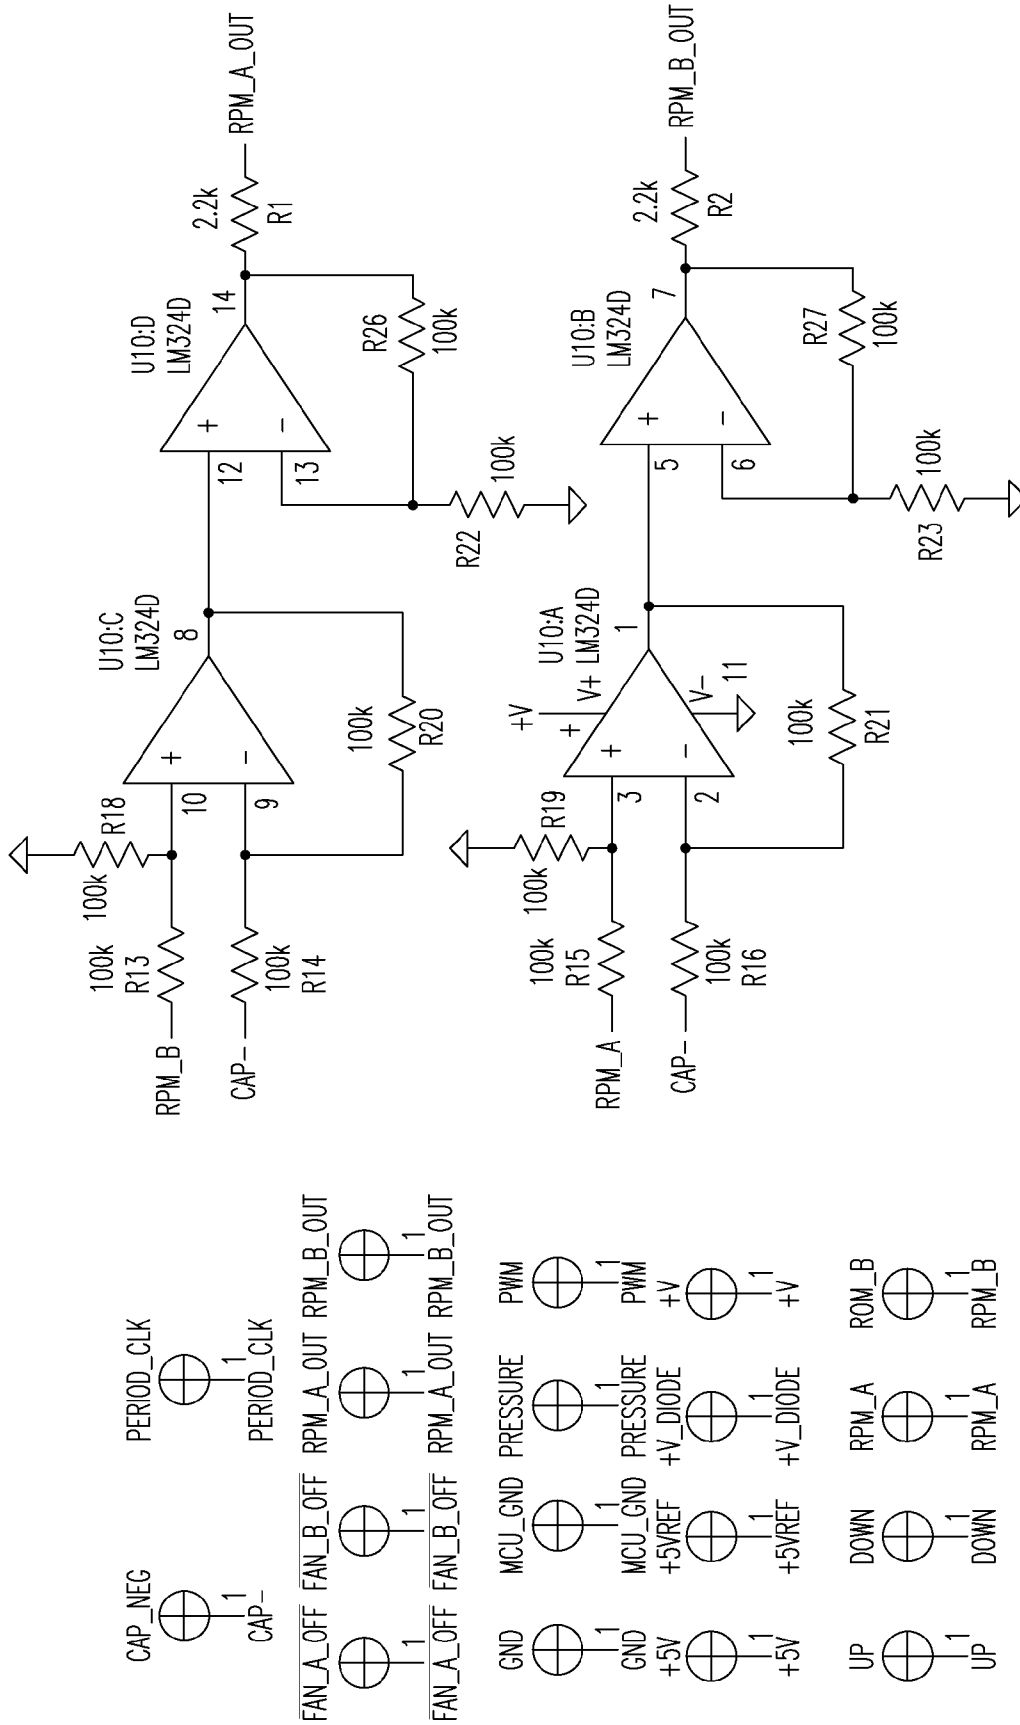 CAP_NEG
1
CAP-
PERIOD_CLK
1
PERIOD_CLK
FAN_A_OFF
1
FAN_A_OFF
FAN_B_OFF
1
FAN_B_OFF
RPM_A_OUT
1
RPM_A_OUT
RPM_B_OUT
1
RPM_B_OUT
GND
1
GND
MCU_GND
1
MCU_GND
PRESSURE
1
PRESSURE
PWM
1
PWM
+5V
1
+5V
+5VREF
1
+5VREF
+V_DIODE
1
+V_DIODE
+V
1
+V
UP
1
UP
DOWN
1
DOWN
RPM_A
1
RPM_A
ROM_B
1
RPM_B
RPM_B
100k
R13
100k
R18
CAP-
100k
R14
10
9
+
-
U10:C
LM324D
8
100k
R20
12
13
+
-
U10:D
LM324D
14
R26
100k
R22
100k
2.2k
R1
RPM_A_OUT
RPM_A
100k
R15
100k
R19
CAP-
100k
R16
3
2
+
-
+V
+
V+
U10:A
LM324D
V-
11
1
100k
R21
5
6
+
-
U10:B
LM324D
7
R27
100k
R23
100k
2.2k
R2
RPM_B_OUT